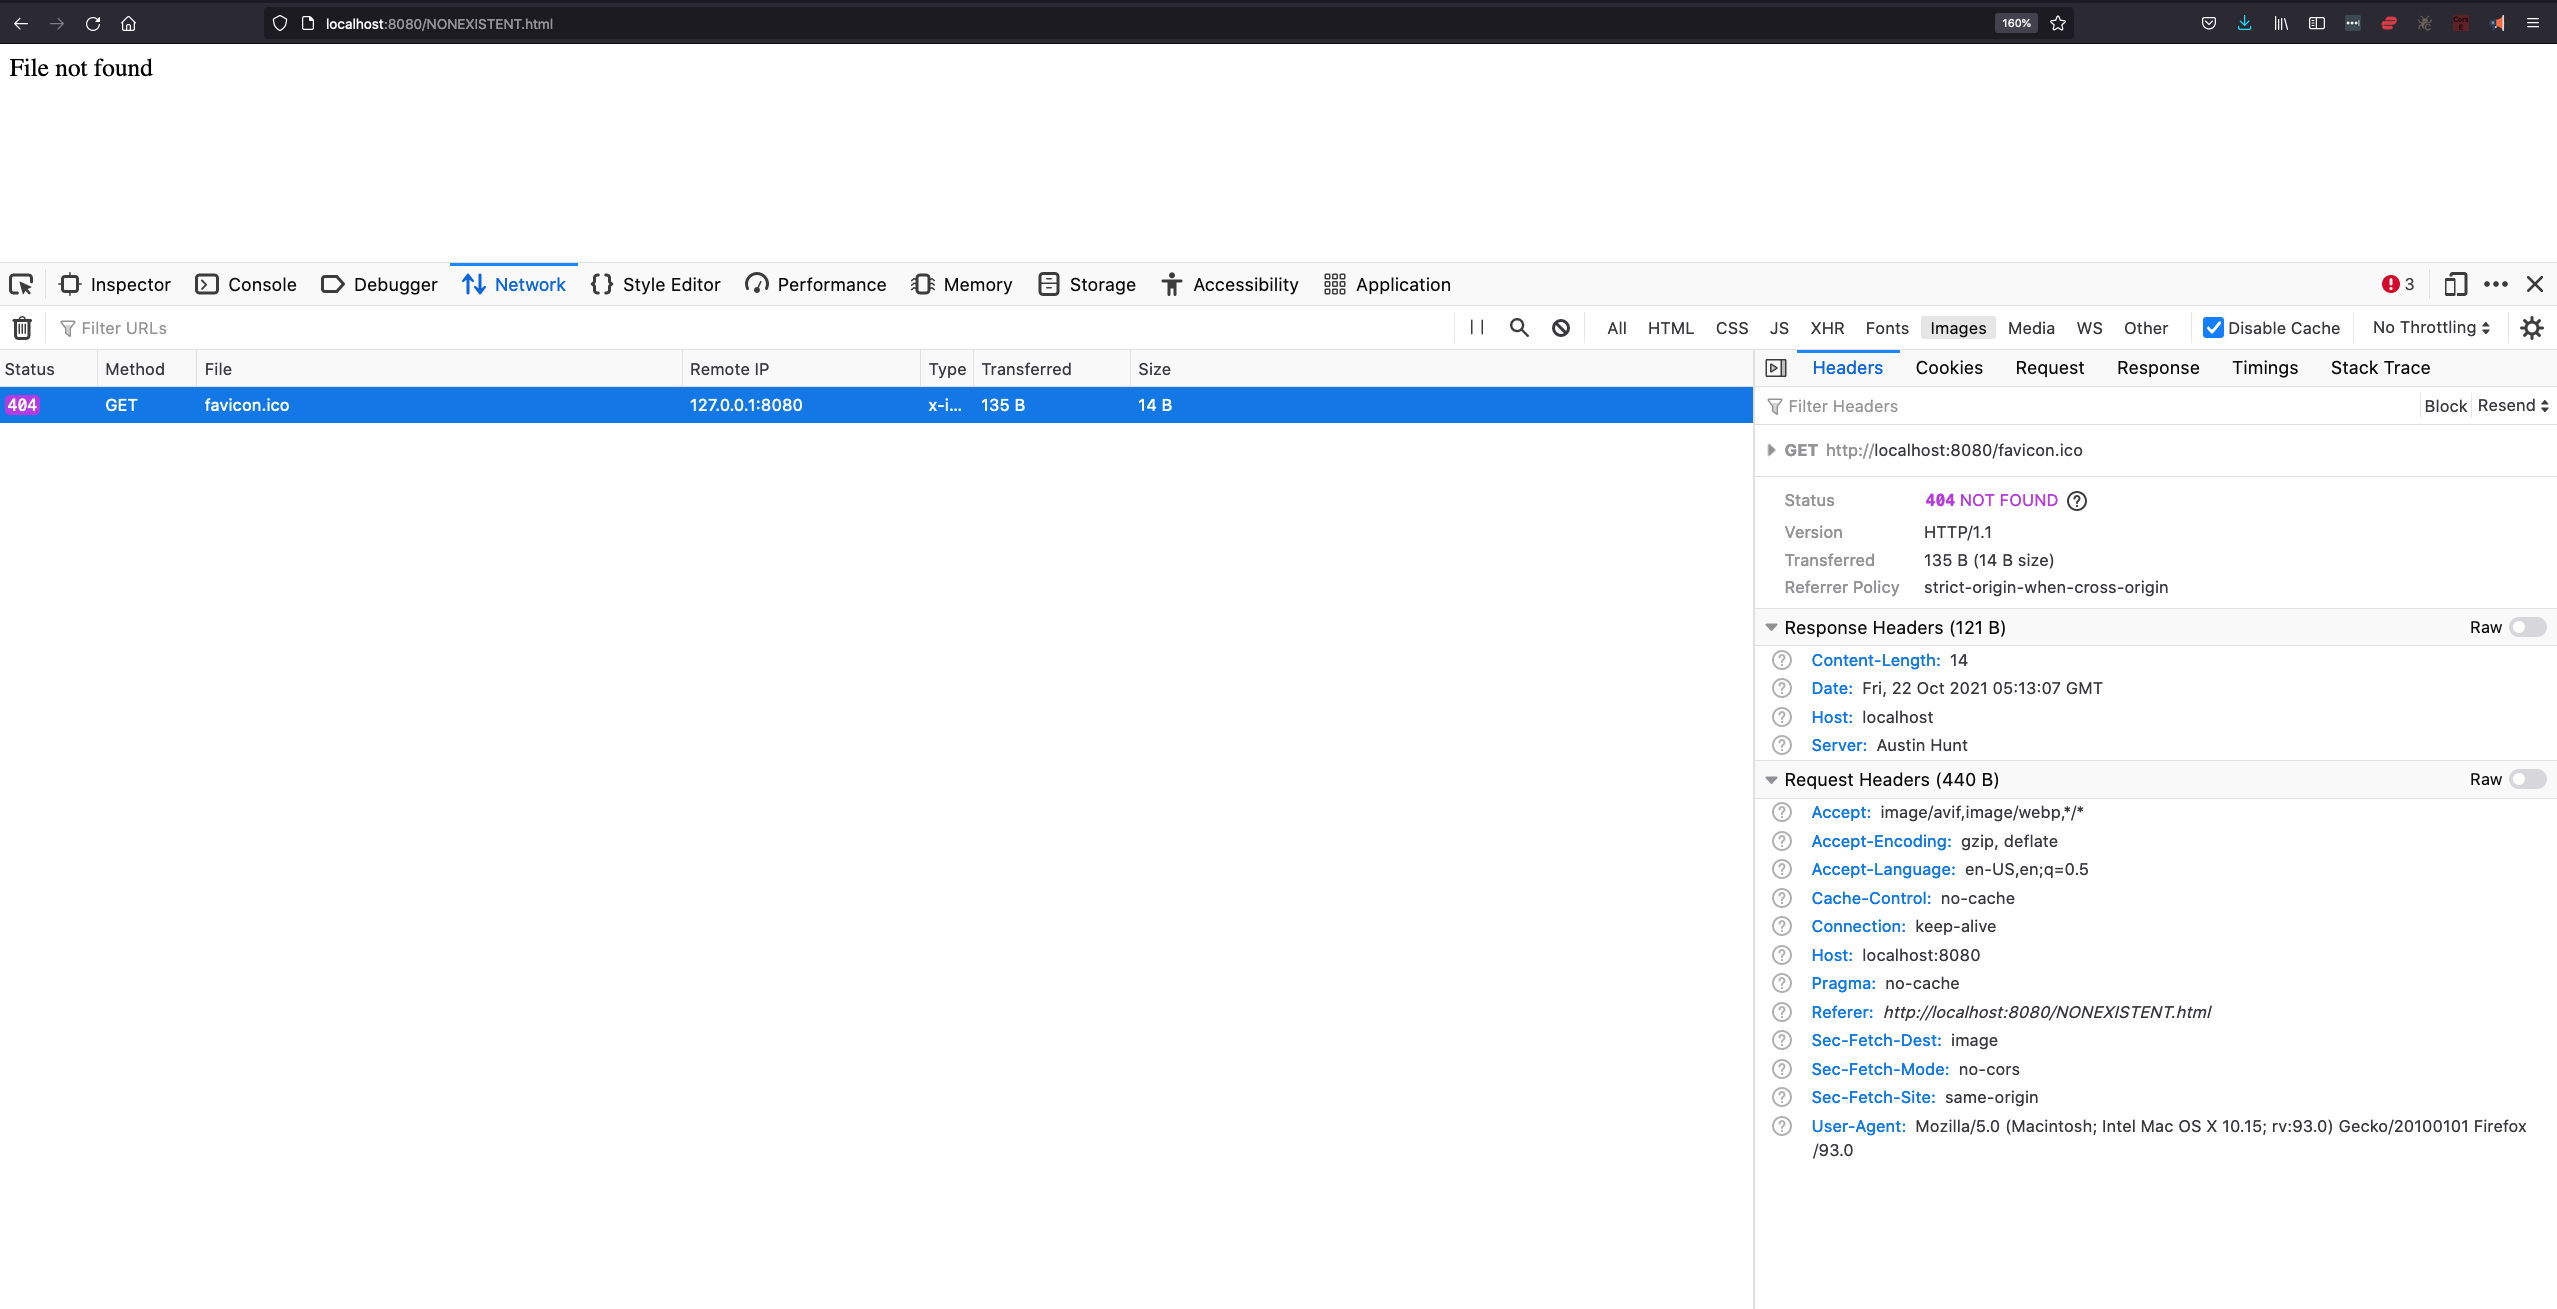 localhost:8080/NONEXISTENT.html 160%
File not found
Inspector Console Debugger Network Style Editor Performance Memory Storage Accessibility Application 3
Filter URLs All HTML CSS JS XHR Fonts Images Media WS Other Disable Cache No Throttling
Status Method File Remote IP Type Transferred Size
404 GET favicon.ico 127.0.0.1:8080 x-i... 135 B 14 B
Headers Cookies Request Response Timings Stack Trace
Filter Headers Block Resend
GET http://localhost:8080/favicon.ico
Status 404 NOT FOUND
Version HTTP/1.1
Transferred 135 B (14 B size)
Referrer Policy strict-origin-when-cross-origin
Response Headers (121 B) Raw
Content-Length: 14
Date: Fri, 22 Oct 2021 05:13:07 GMT
Host: localhost
Server: Austin Hunt
Request Headers (440 B) Raw
Accept: image/avif,image/webp,*/*
Accept-Encoding: gzip, deflate
Accept-Language: en-US,en;q=0.5
Cache-Control: no-cache
Connection: keep-alive
Host: localhost:8080
Pragma: no-cache
Referer: http://localhost:8080/NONEXISTENT.html
Sec-Fetch-Dest: image
Sec-Fetch-Mode: no-cors
Sec-Fetch-Site: same-origin
User-Agent: Mozilla/5.0 (Macintosh; Intel Mac OS X 10.15; rv:93.0) Gecko/20100101 Firefox
/93.0